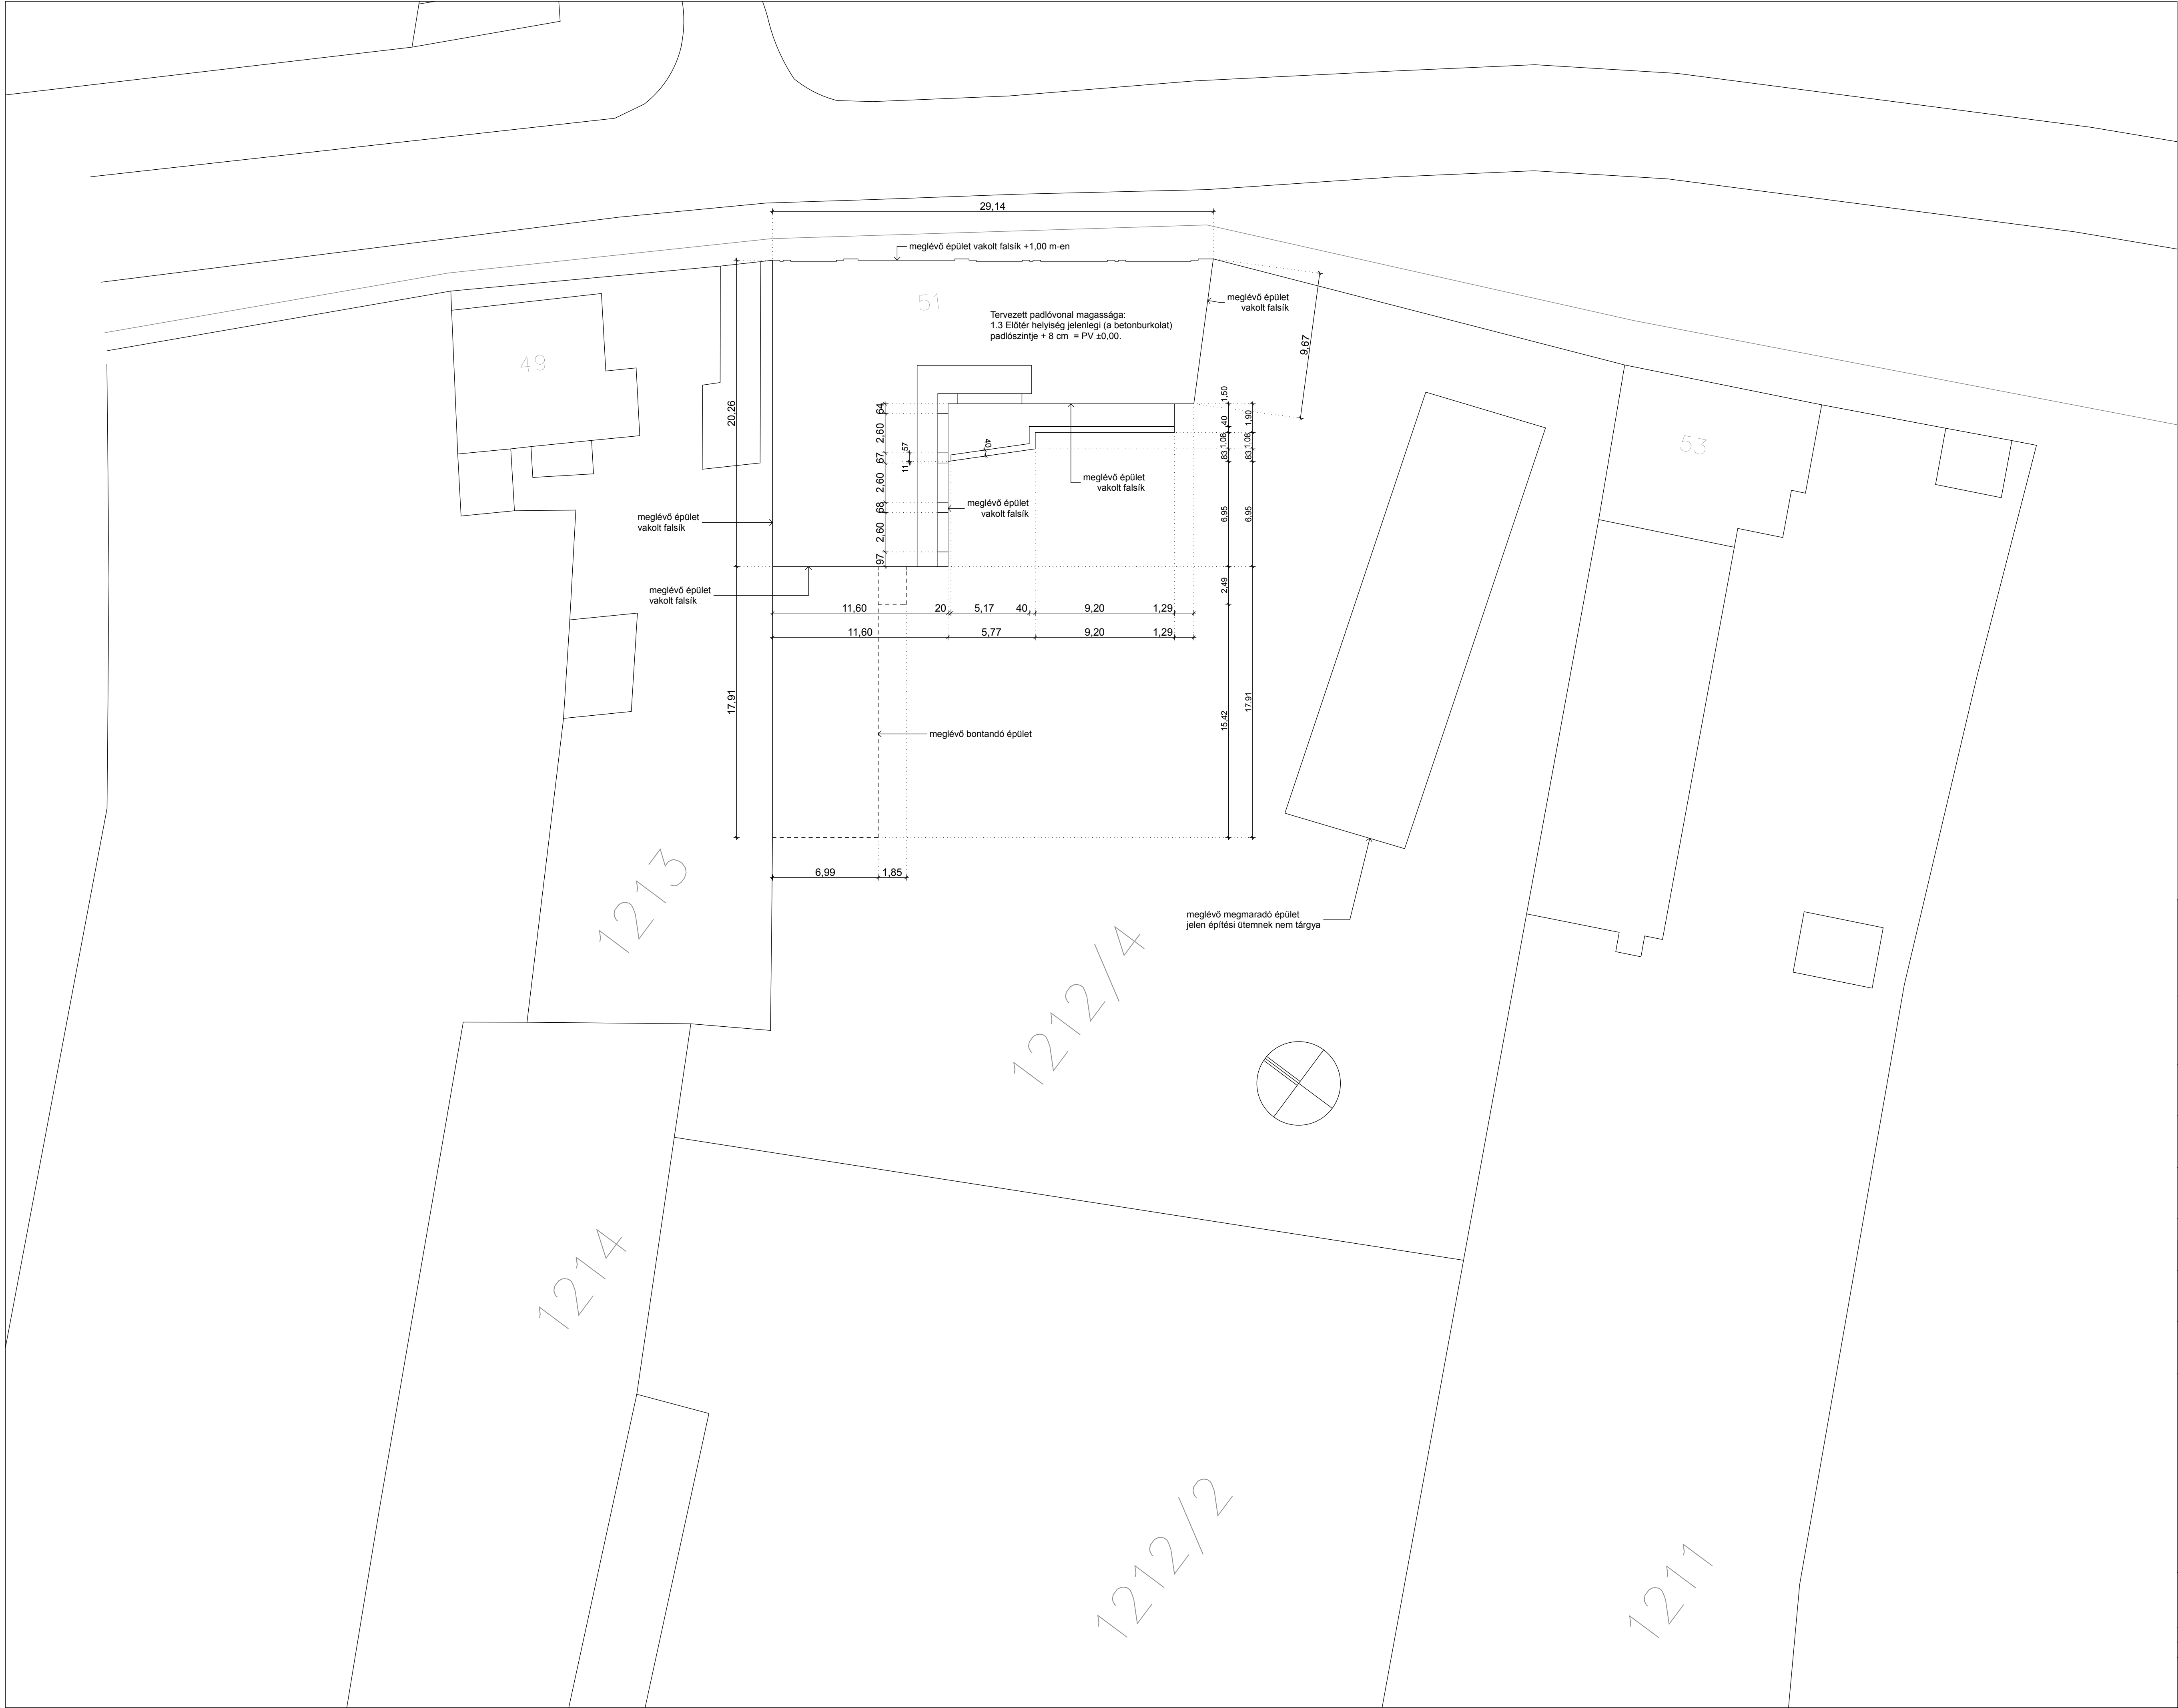 29,14
meglévő épület vakolt falsík +1,00 m-en
51
meglévő épület
vakolt falsík
Tervezett padlóvonal magassága:
1.3 Előtér helyiség jelenlegi (a betonburkolat)
padlószintje + 8 cm = PV ±0,00.
9,67
49
53
20,26
64
2,60
67
2,60
68
2,60
97
57
11
40
1,50
40
1,08
83
6,95
2,49
15,42
1,90
1,08
83
6,95
17,91
meglévő épület
vakolt falsík
meglévő épület
vakolt falsík
meglévő épület
vakolt falsík
meglévő épület
vakolt falsík
11,60
20
5,17
40
9,20
1,29
11,60
5,77
9,20
1,29
17,91
meglévő bontandó épület
6,99
1,85
meglévő megmaradó épület
jelen építési ütemnek nem tárgya
1213
1212/4
1214
1212/2
1211